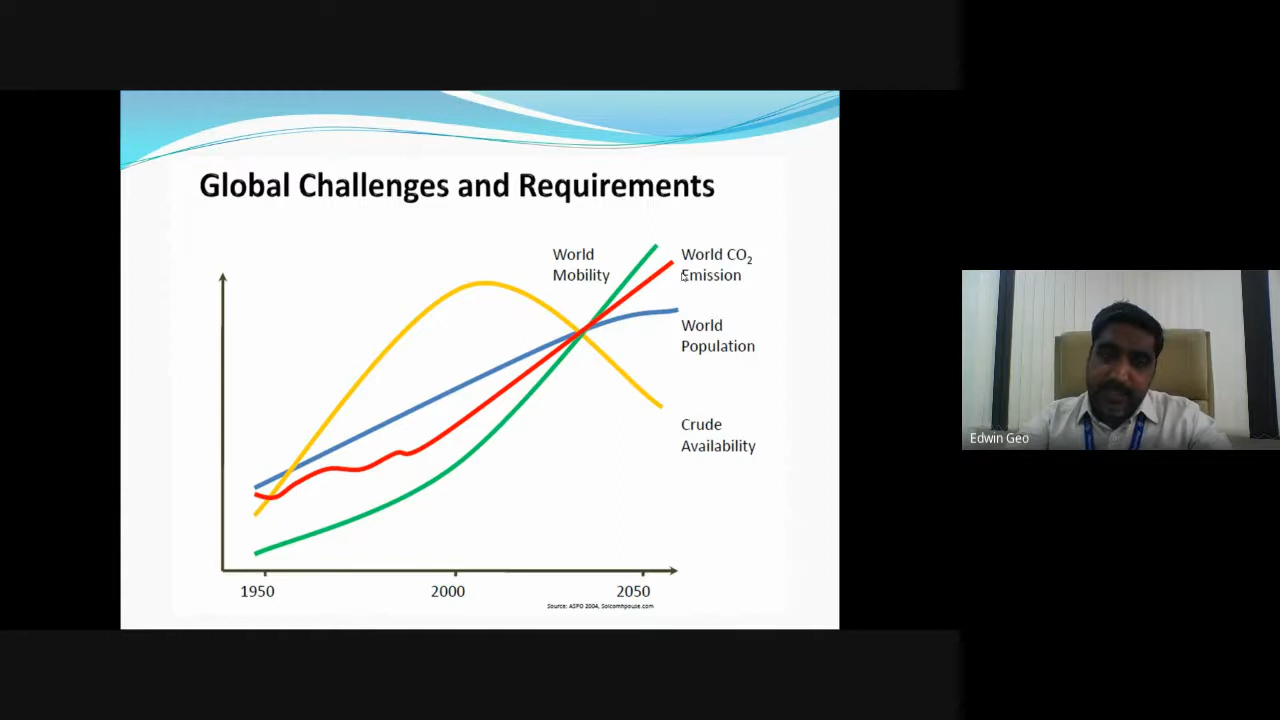 Global Challenges and Requirements
World
Mobility
World CO₂
Emission
World
Population
Crude
Availability
1950
2000
2050
Source: ASPO 2004, Solcomhpouse.com
Edwin Geo